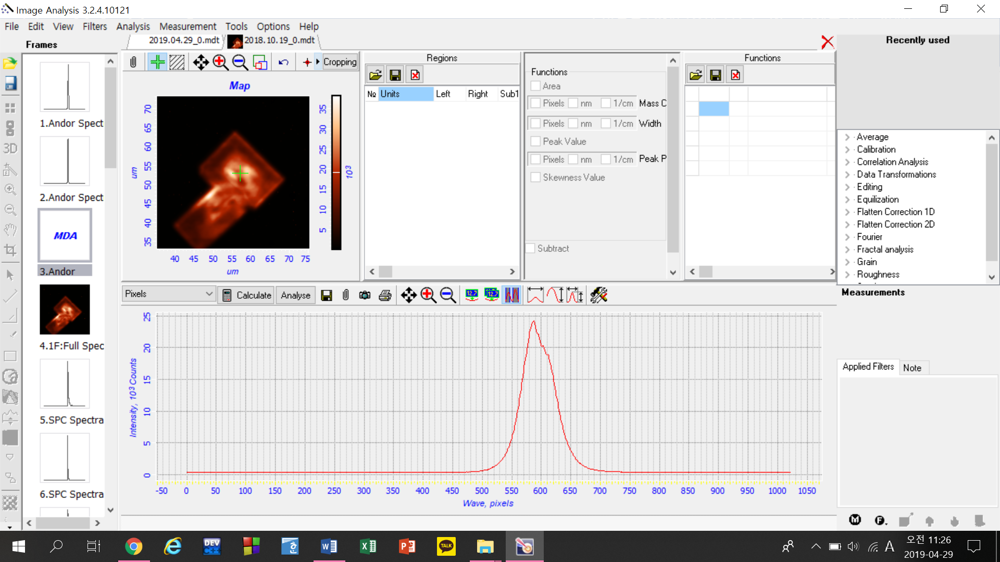 Image Analysis 3.2.4.10121
File Edit View Filters Analysis Measurement Tools Options Help
Frames
2019.04.29_0.mdt
2018.10.19_0.mdt
Recently used
1.Andor Spect
2.Andor Spect
MDA
3.Andor
4.1F:Full Spec
5.SPC Spectra
6.SPC Spectra
3D
Cropping
Map
70
65
60
55
50
45
40
35
um
40 45 50 55 60 65 70 75
um
35
30
25
20
15
10
5
10³
Regions
№ Units Left Right Sub1
Functions
Area
Pixels nm 1/cm Mass C
Pixels nm 1/cm Width
Peak Value
Pixels nm 1/cm Peak P
Skewness Value
Subtract
Functions
Average
Calibration
Correlation Analysis
Data Transformations
Editing
Equilization
Flatten Correction 1D
Flatten Correction 2D
Fourier
Fractal analysis
Grain
Roughness
Measurements
Pixels
Calculate
Analyse
12.7
12.7
25
20
15
10
5
0
Intensity, 10³ Counts
-50 0 50 100 150 200 250 300 350 400 450 500 550 600 650 700 750 800 850 900 950 1000 1050
Wave, pixels
Applied Filters
Note
M
F
DEV
C++
TALK
A
오전 11:26
2019-04-29